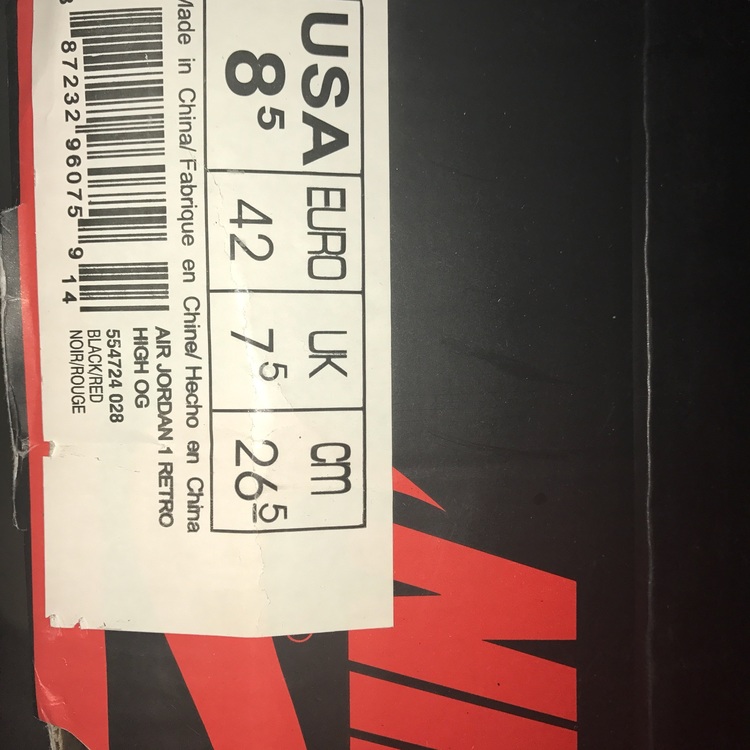 USA EURO UK cm
8⁵ 42 7⁵ 26⁵
Made in China/ Fabrique en Chine/ Hecho en China
AIR JORDAN 1 RETRO
HIGH OG
554724 028
BLACK/RED
NOIR/ROUGE
87232 96075 9 14